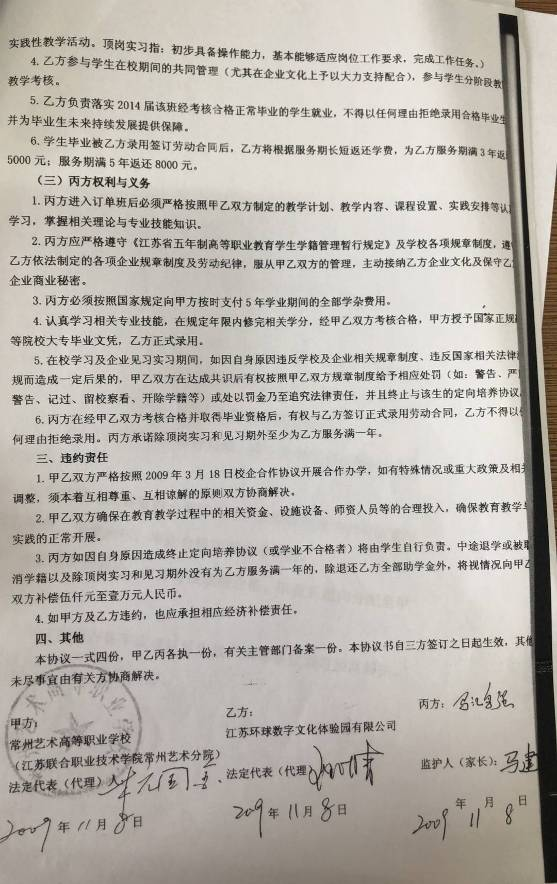 实践性教学活动。顶岗实习指：初步具备操作能力，基本能够适应岗位工作要求，完成工作任务。）
4. 乙方参与学生在校期间的共同管理（尤其在企业文化上予以大力支持配合），参与学生分阶段教
教学考核。
5. 乙方负责落实 2014 届该班经考核合格正常毕业的学生就业，不得以任何理由拒绝录用合格毕业生
并为毕业生未来持续发展提供保障。
6. 学生毕业被乙方录用签订劳动合同后，乙方将根据服务期长短返还学费，为乙方服务期满 3 年返
5000 元；服务期满 5 年返还 8000 元。
（三）丙方权利与义务
1. 丙方进入订单班后必须严格按照甲乙双方制定的教学计划、教学内容、课程设置、实践安排等认
学习，掌握相关理论与专业技能知识。
2. 丙方应严格遵守《江苏省五年制高等职业教育学生学籍管理暂行规定》及学校各项规章制度，遵
乙方依法制定的各项企业规章制度及劳动纪律，服从甲乙双方的管理，主动接纳乙方企业文化及保守乙
企业商业秘密。
3. 丙方必须按照国家规定向甲方按时支付 5 年学业期间的全部学杂费用。
4. 认真学习相关专业技能，在规定年限内修完相关学分，经甲乙双方考核合格，甲方授予国家正规
等院校大专毕业文凭，乙方正式录用。
5. 在校学习及企业见习实习期间，如因自身原因违反学校及企业相关规章制度、违反国家相关法律
规而造成一定后果的，甲乙双方在达成共识后有权按照甲乙双方规章制度给予相应处罚（如：警告、严
警告、记过、留校察看、开除学籍等）或处以罚金乃至追究法律责任，并且终止与该生的定向培养协议
6. 丙方在经甲乙双方考核合格并取得毕业资格后，有权与乙方签订正式录用劳动合同，乙方不得以
何理由拒绝录用。丙方承诺除顶岗实习和见习期外至少为乙方服务满一年。
三、违约责任
1. 甲乙双方严格按照 2009 年 3 月 18 日校企合作协议开展合作办学，如有特殊情况或重大政策及相
调整，须本着互相尊重、互相谅解的原则双方协商解决。
2. 甲乙双方确保在教育教学过程中的相关资金、设施设备、师资人员等的合理投入，确保教育教学
实践的正常开展。
3. 丙方如因自身原因造成终止定向培养协议（或学业不合格者）将由学生自行负责。中途退学或被
消学籍以及除顶岗实习和见习期外没有为乙方服务满一年的，除退还乙方全部助学金外，将视情况向甲
双方补偿伍仟元至壹万元人民币。
4. 如甲方及乙方违约，也应承担相应经济补偿责任。
四、其他
本协议一式四份，甲乙丙各执一份，有关主管部门备案一份。本协议书自三方签订之日起生效，其
未尽事宜由有关方协商解决。
甲方：
常州艺术高等职业学校
（江苏联合职业技术学院常州艺术分院）
法定代表（代理）人
2009 年 11 月 8 日
乙方：
江苏环球数字文化体验园有限公司
法定代表（代理）
2009 年 11 月 8 日
丙方：
监护人（家长）：马建
2009 年 11 月 8 日